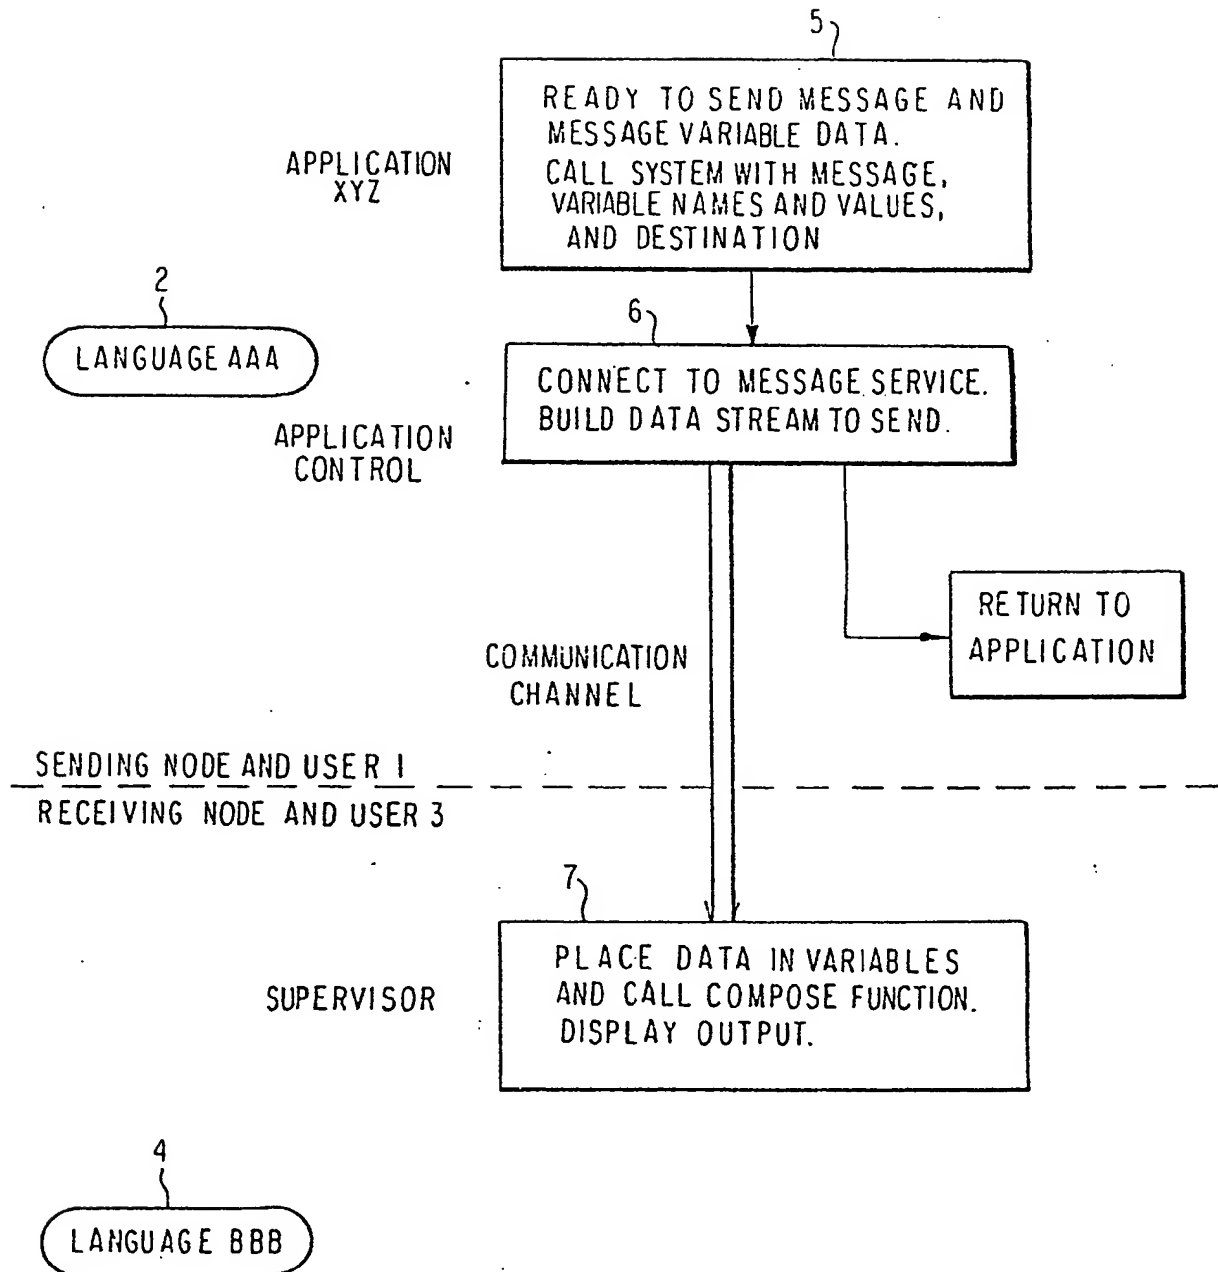 5
READY TO SEND MESSAGE AND
MESSAGE VARIABLE DATA.
CALL SYSTEM WITH MESSAGE,
VARIABLE NAMES AND VALUES,
AND DESTINATION
APPLICATION
XYZ
2
LANGUAGE AAA
6
CONNECT TO MESSAGE SERVICE.
BUILD DATA STREAM TO SEND.
APPLICATION
CONTROL
RETURN TO
APPLICATION
COMMUNICATION
CHANNEL
SENDING NODE AND USER 1
RECEIVING NODE AND USER 3
7
PLACE DATA IN VARIABLES
AND CALL COMPOSE FUNCTION.
DISPLAY OUTPUT.
SUPERVISOR
4
LANGUAGE BBB